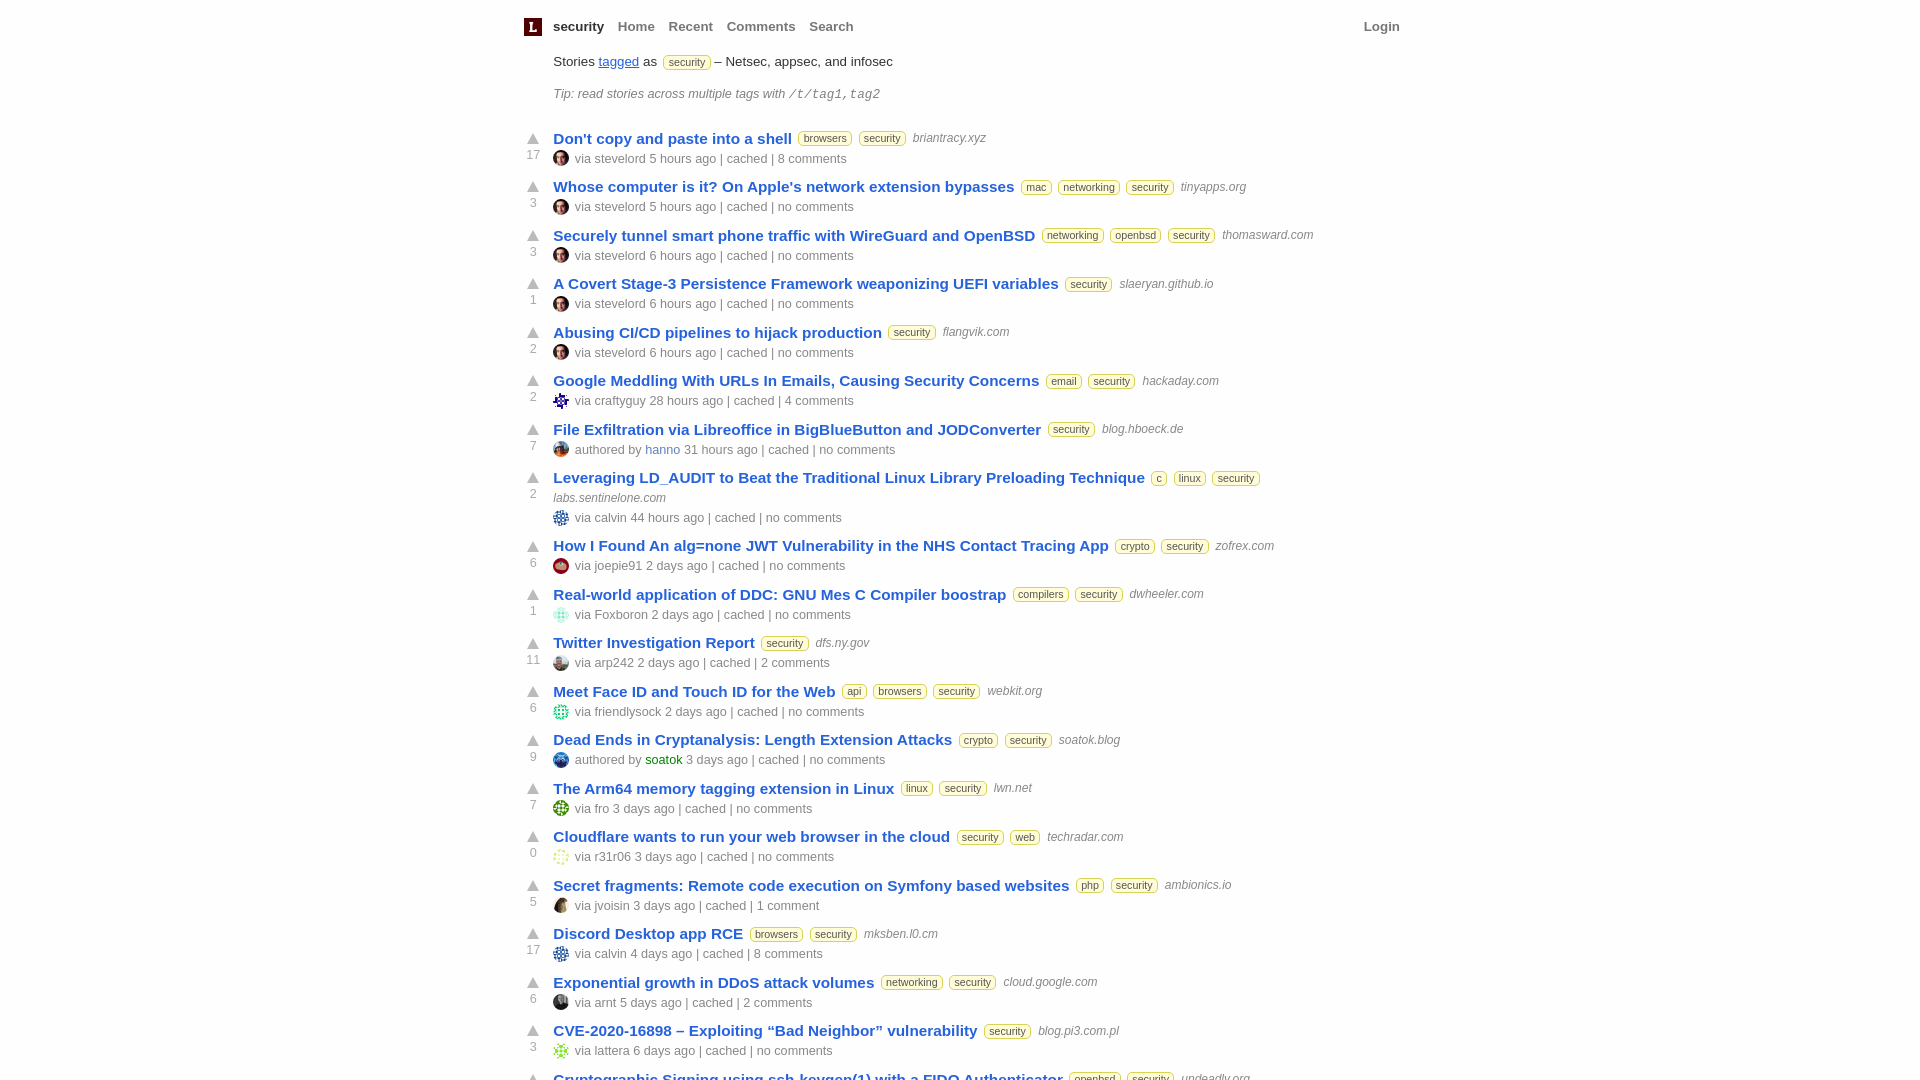 L security Home Recent Comments Search Login
Stories tagged as security – Netsec, appsec, and infosec
Tip: read stories across multiple tags with /t/tag1,tag2
Don't copy and paste into a shell browsers security briantracy.xyz
17 via stevelord 5 hours ago | cached | 8 comments
Whose computer is it? On Apple's network extension bypasses mac networking security tinyapps.org
3 via stevelord 5 hours ago | cached | no comments
Securely tunnel smart phone traffic with WireGuard and OpenBSD networking openbsd security thomasward.com
3 via stevelord 6 hours ago | cached | no comments
A Covert Stage-3 Persistence Framework weaponizing UEFI variables security slaeryan.github.io
1 via stevelord 6 hours ago | cached | no comments
Abusing CI/CD pipelines to hijack production security flangvik.com
2 via stevelord 6 hours ago | cached | no comments
Google Meddling With URLs In Emails, Causing Security Concerns email security hackaday.com
2 via craftyguy 28 hours ago | cached | 4 comments
File Exfiltration via Libreoffice in BigBlueButton and JODConverter security blog.hboeck.de
7 authored by hanno 31 hours ago | cached | no comments
Leveraging LD_AUDIT to Beat the Traditional Linux Library Preloading Technique c linux security
2 labs.sentinelone.com
via calvin 44 hours ago | cached | no comments
How I Found An alg=none JWT Vulnerability in the NHS Contact Tracing App crypto security zofrex.com
6 via joepie91 2 days ago | cached | no comments
Real-world application of DDC: GNU Mes C Compiler boostrap compilers security dwheeler.com
1 via Foxboron 2 days ago | cached | no comments
Twitter Investigation Report security dfs.ny.gov
11 via arp242 2 days ago | cached | 2 comments
Meet Face ID and Touch ID for the Web api browsers security webkit.org
6 via friendlysock 2 days ago | cached | no comments
Dead Ends in Cryptanalysis: Length Extension Attacks crypto security soatok.blog
9 authored by soatok 3 days ago | cached | no comments
The Arm64 memory tagging extension in Linux linux security lwn.net
7 via fro 3 days ago | cached | no comments
Cloudflare wants to run your web browser in the cloud security web techradar.com
0 via r31r06 3 days ago | cached | no comments
Secret fragments: Remote code execution on Symfony based websites php security ambionics.io
5 via jvoisin 3 days ago | cached | 1 comment
Discord Desktop app RCE browsers security mksben.l0.cm
17 via calvin 4 days ago | cached | 8 comments
Exponential growth in DDoS attack volumes networking security cloud.google.com
6 via arnt 5 days ago | cached | 2 comments
CVE-2020-16898 – Exploiting “Bad Neighbor” vulnerability security blog.pi3.com.pl
3 via lattera 6 days ago | cached | no comments
Cryptographic Signing using ssh-keygen(1) with a FIDO Authenticator openbsd security undeadly.org